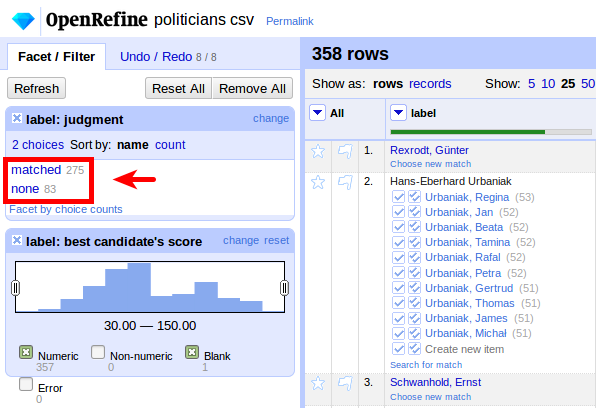 OpenRefine politicians csv Permalink
Facet / Filter Undo / Redo 8 / 8
Refresh Reset All Remove All
label: judgment change
2 choices Sort by: name count
matched 275
none 83
Facet by choice counts
label: best candidate's score change reset
30.00 — 150.00
Numeric 357 Non-numeric 0 Blank 1
Error 0
358 rows
Show as: rows records Show: 5 10 25 50
All label
1. Rexrodt, Günter
Choose new match
2. Hans-Eberhard Urbaniak
Urbaniak, Regina (53)
Urbaniak, Jan (52)
Urbaniak, Beata (52)
Urbaniak, Tamina (52)
Urbaniak, Rafal (52)
Urbaniak, Petra (52)
Urbaniak, Gertrud (51)
Urbaniak, Thomas (51)
Urbaniak, James (51)
Urbaniak, Michał (51)
Create new item
Search for match
3. Schwanhold, Ernst
Choose new match